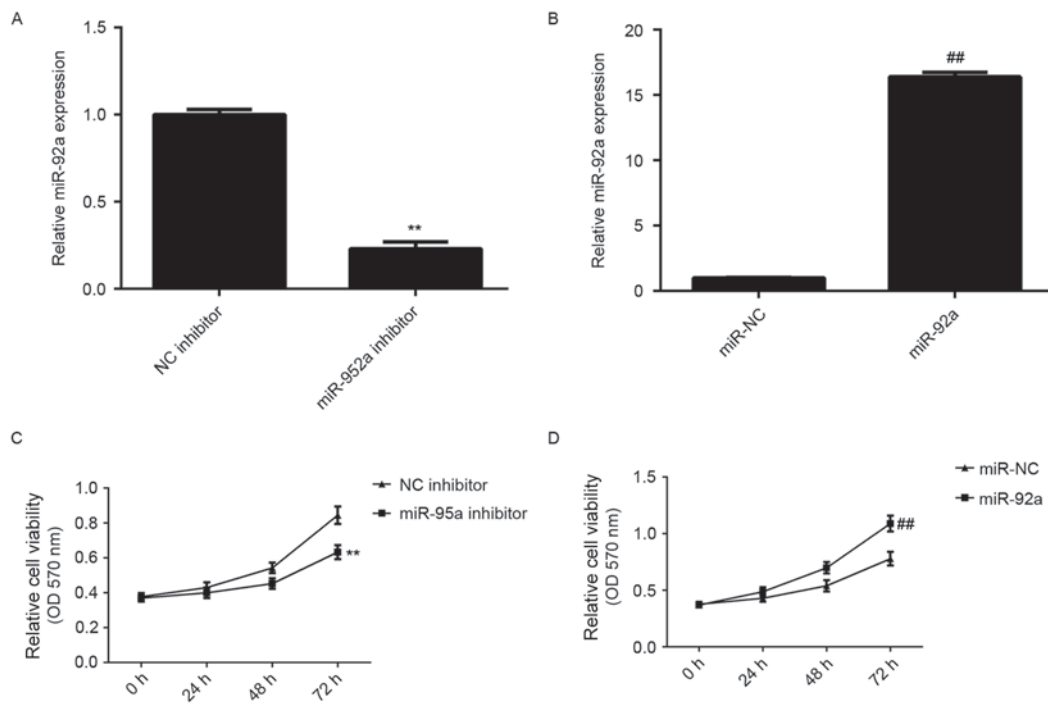 A
Relative miR-92a expression
1.5
1.0
0.5
0.0
**
NC inhibitor
miR-952a inhibitor
B
Relative miR-92a expression
20
15
10
5
0
##
miR-NC
miR-92a
C
Relative cell viability
(OD 570 nm)
1.0
0.8
0.6
0.4
0.2
0.0
NC inhibitor
miR-95a inhibitor
**
0 h
24 h
48 h
72 h
D
Relative cell viability
(OD 570 nm)
1.5
1.0
0.5
0.0
miR-NC
miR-92a
##
0 h
24 h
48 h
72 h